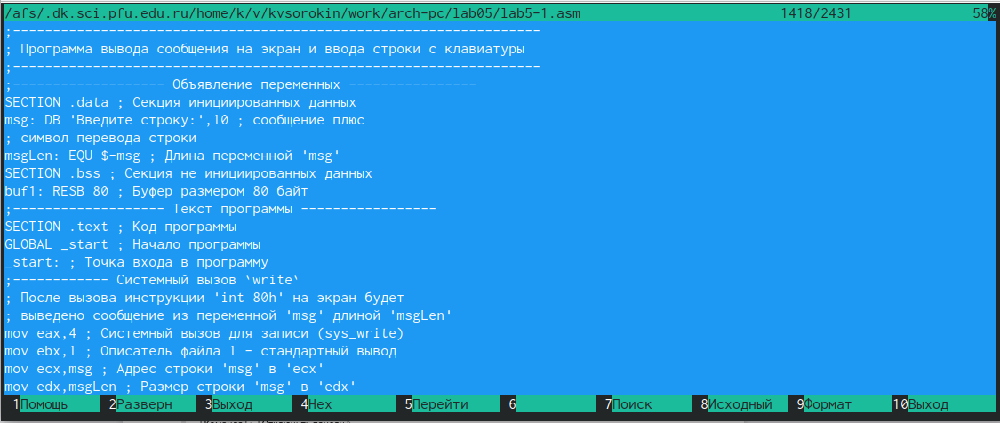 /afs/.dk.sci.pfu.edu.ru/home/k/v/kvsorokin/work/arch-pc/lab05/lab5-1.asm 1418/2431 58%
;------------------------------------------------------------------
; Программа вывода сообщения на экран и ввода строки с клавиатуры
;------------------------------------------------------------------
;------------------- Объявление переменных ----------------
SECTION .data ; Секция инициированных данных
msg: DB 'Введите строку:',10 ; сообщение плюс
; символ перевода строки
msgLen: EQU $-msg ; Длина переменной 'msg'
SECTION .bss ; Секция не инициированных данных
buf1: RESB 80 ; Буфер размером 80 байт
;------------------- Текст программы -----------------
SECTION .text ; Код программы
GLOBAL _start ; Начало программы
_start: ; Точка входа в программу
;------------ Системный вызов `write`
; После вызова инструкции 'int 80h' на экран будет
; выведено сообщение из переменной 'msg' длиной 'msgLen'
mov eax,4 ; Системный вызов для записи (sys_write)
mov ebx,1 ; Описатель файла 1 - стандартный вывод
mov ecx,msg ; Адрес строки 'msg' в 'ecx'
mov edx,msgLen ; Размер строки 'msg' в 'edx'
1Помощь 2Разверн 3Выход 4Hex 5Перейти 6 7Поиск 8Исходный 9Формат 10Выход